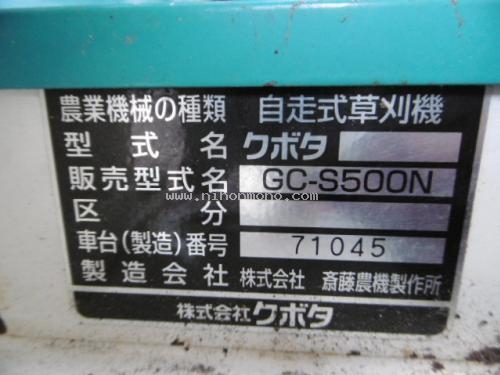 農業機械の種類 自走式草刈機
型式名 クボタ
販売型式名 GC-S500N
www.nihonmono.com
区分
車台(製造)番号 71045
製造会社 株式会社 斎藤農機製作所
株式会社クボタ